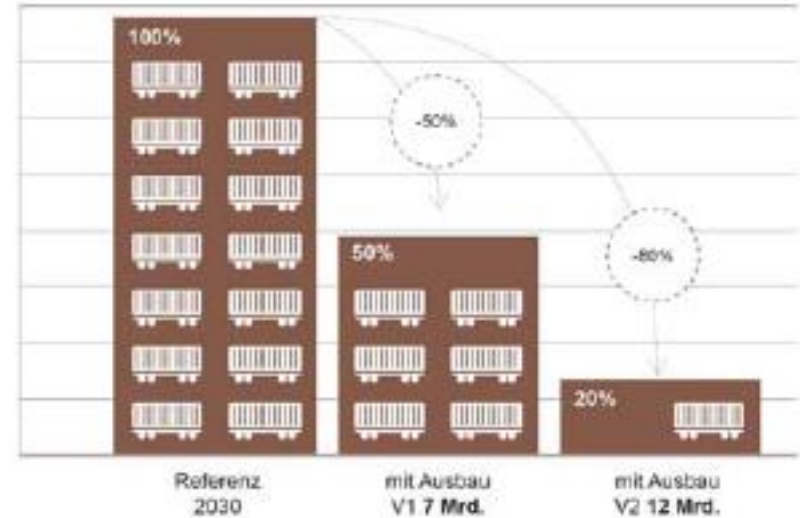 100%
-50%
50%
-80%
20%
Referenz
2030
mit Ausbau
V1 7 Mrd.
mit Ausbau
V2 12 Mrd.